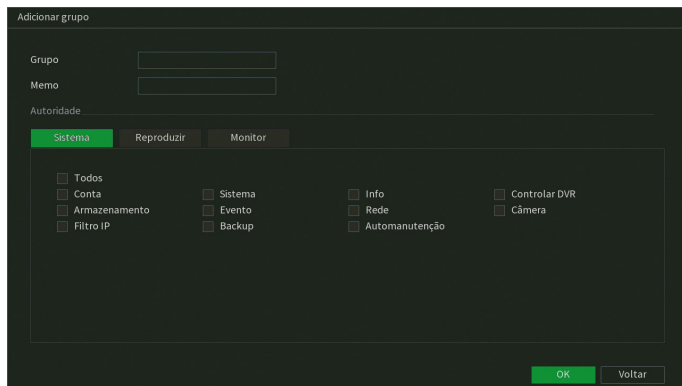 Adicionar grupo
Grupo
Memo
Autoridade
Sistema Reproduzir Monitor
Todos
Conta Sistema Info Controlar DVR
Armazenamento Evento Rede Câmera
Filtro IP Backup Automanutenção
OK Voltar